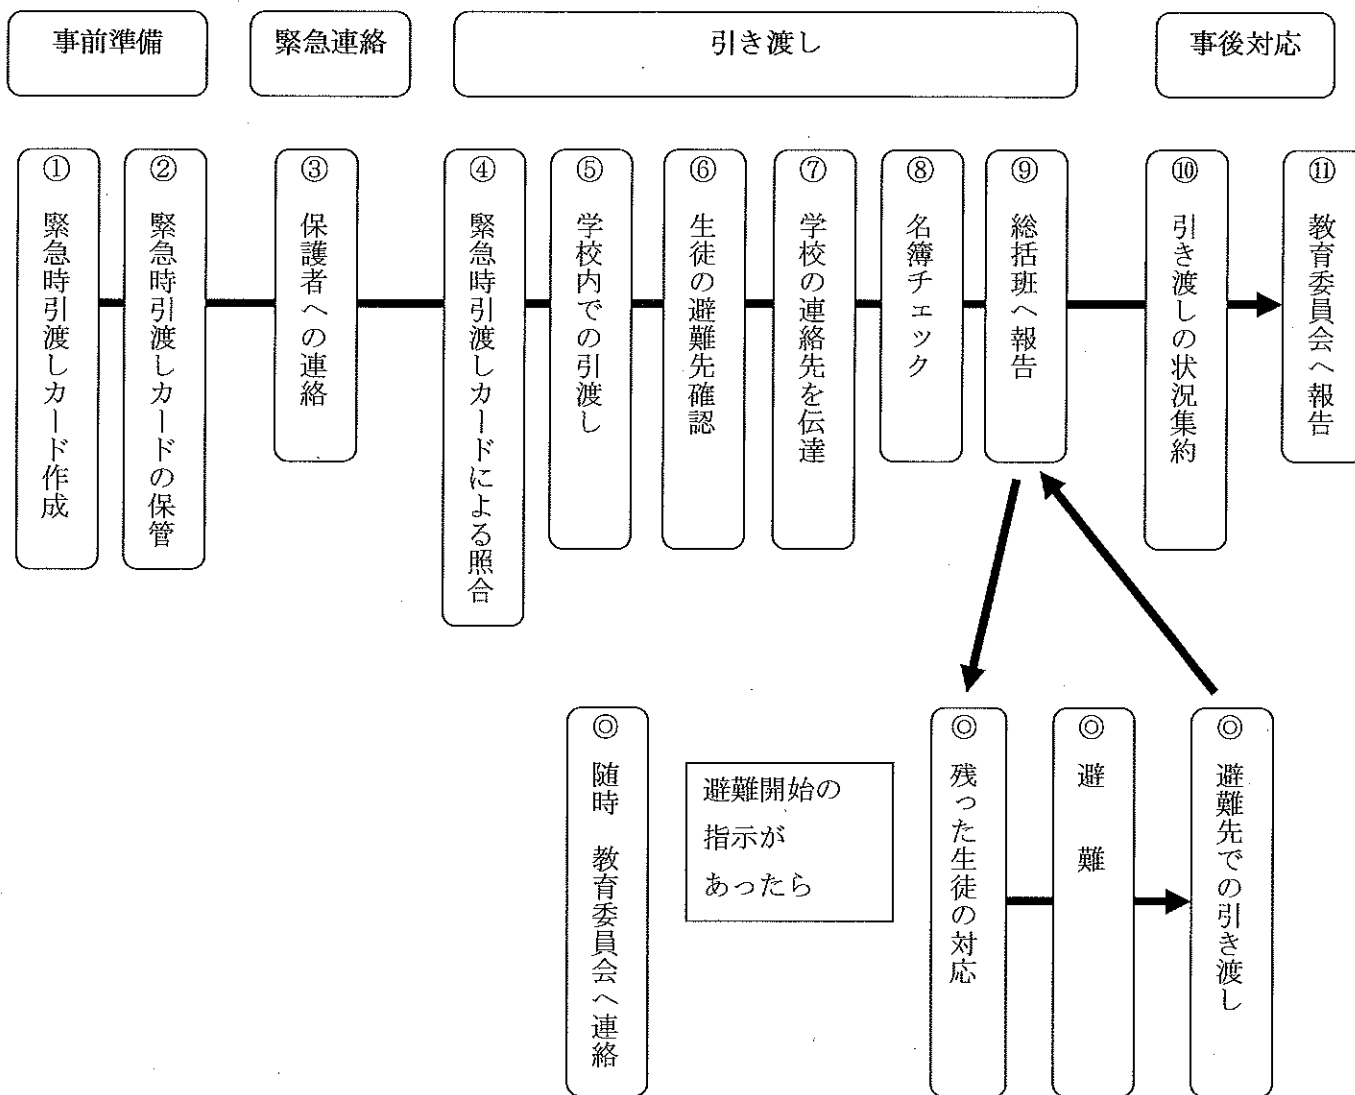 事前準備
緊急連絡
引き渡し
事後対応
① 緊急時引渡しカード作成
② 緊急時引渡しカードの保管
③ 保護者への連絡
④ 緊急時引渡しカードによる照合
⑤ 学校内での引渡し
⑥ 生徒の避難先確認
⑦ 学校の連絡先を伝達
⑧ 名簿チェック
⑨ 総括班へ報告
⑩ 引き渡しの状況集約
⑪ 教育委員会へ報告
◎ 随時 教育委員会へ連絡
避難開始の
指示が
あったら
◎ 残った生徒の対応
◎ 避難
◎ 避難先での引き渡し